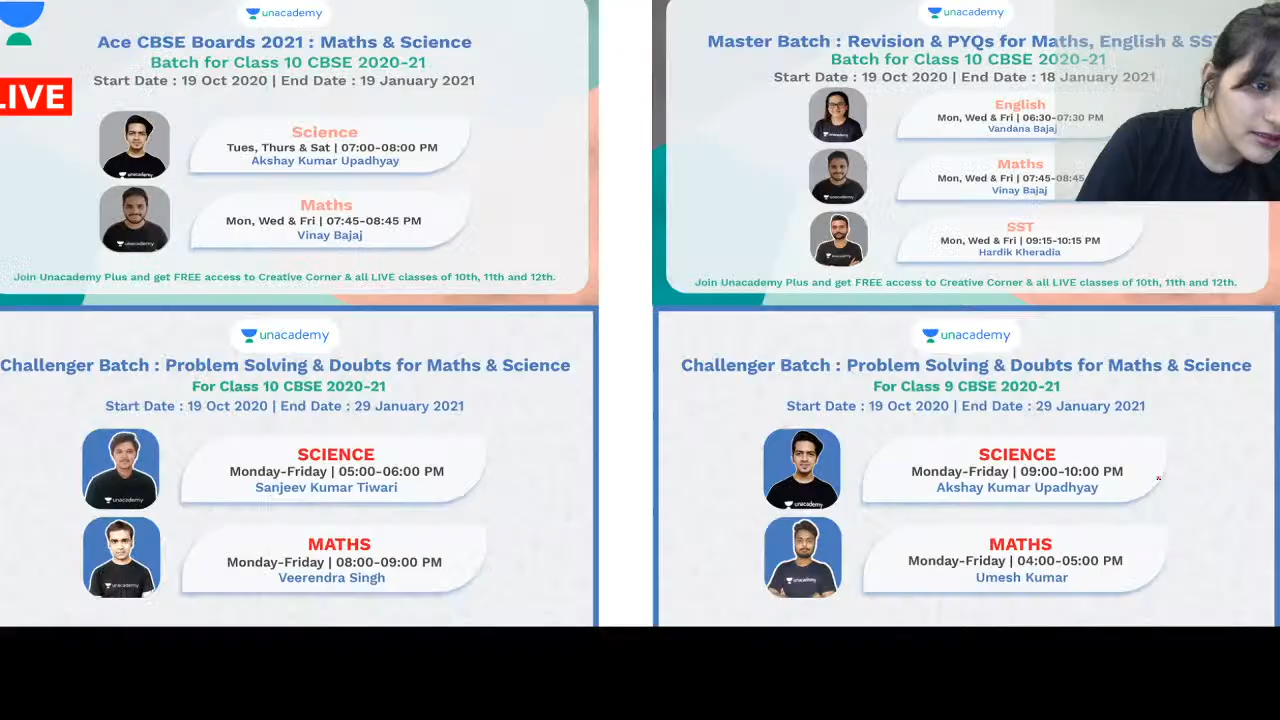 unacademy
Ace CBSE Boards 2021 : Maths & Science
Batch for Class 10 CBSE 2020-21
Start Date : 19 Oct 2020 | End Date : 19 January 2021
LIVE
Science
Tues, Thurs & Sat | 07:00-08:00 PM
Akshay Kumar Upadhyay
unacademy
Maths
Mon, Wed & Fri | 07:45-08:45 PM
Vinay Bajaj
unacademy
Join Unacademy Plus and get FREE access to Creative Corner & all LIVE classes of 10th, 11th and 12th.
unacademy
Master Batch : Revision & PYQs for Maths, English & SST
Batch for Class 10 CBSE 2020-21
Start Date : 19 Oct 2020 | End Date : 18 January 2021
English
Mon, Wed & Fri | 06:30-07:30 PM
Vandana Bajaj
unacademy
Maths
Mon, Wed & Fri | 07:45-08:45
Vinay Bajaj
unacademy
SST
Mon, Wed & Fri | 09:15-10:15 PM
Hardik Kheradia
unacademy
Join Unacademy Plus and get FREE access to Creative Corner & all LIVE classes of 10th, 11th and 12th.
unacademy
Challenger Batch : Problem Solving & Doubts for Maths & Science
For Class 10 CBSE 2020-21
Start Date : 19 Oct 2020 | End Date : 29 January 2021
SCIENCE
Monday-Friday | 05:00-06:00 PM
Sanjeev Kumar Tiwari
unacademy
MATHS
Monday-Friday | 08:00-09:00 PM
Veerendra Singh
unacademy
unacademy
Challenger Batch : Problem Solving & Doubts for Maths & Science
For Class 9 CBSE 2020-21
Start Date : 19 Oct 2020 | End Date : 29 January 2021
SCIENCE
Monday-Friday | 09:00-10:00 PM
Akshay Kumar Upadhyay
unacademy
MATHS
Monday-Friday | 04:00-05:00 PM
Umesh Kumar
unacademy